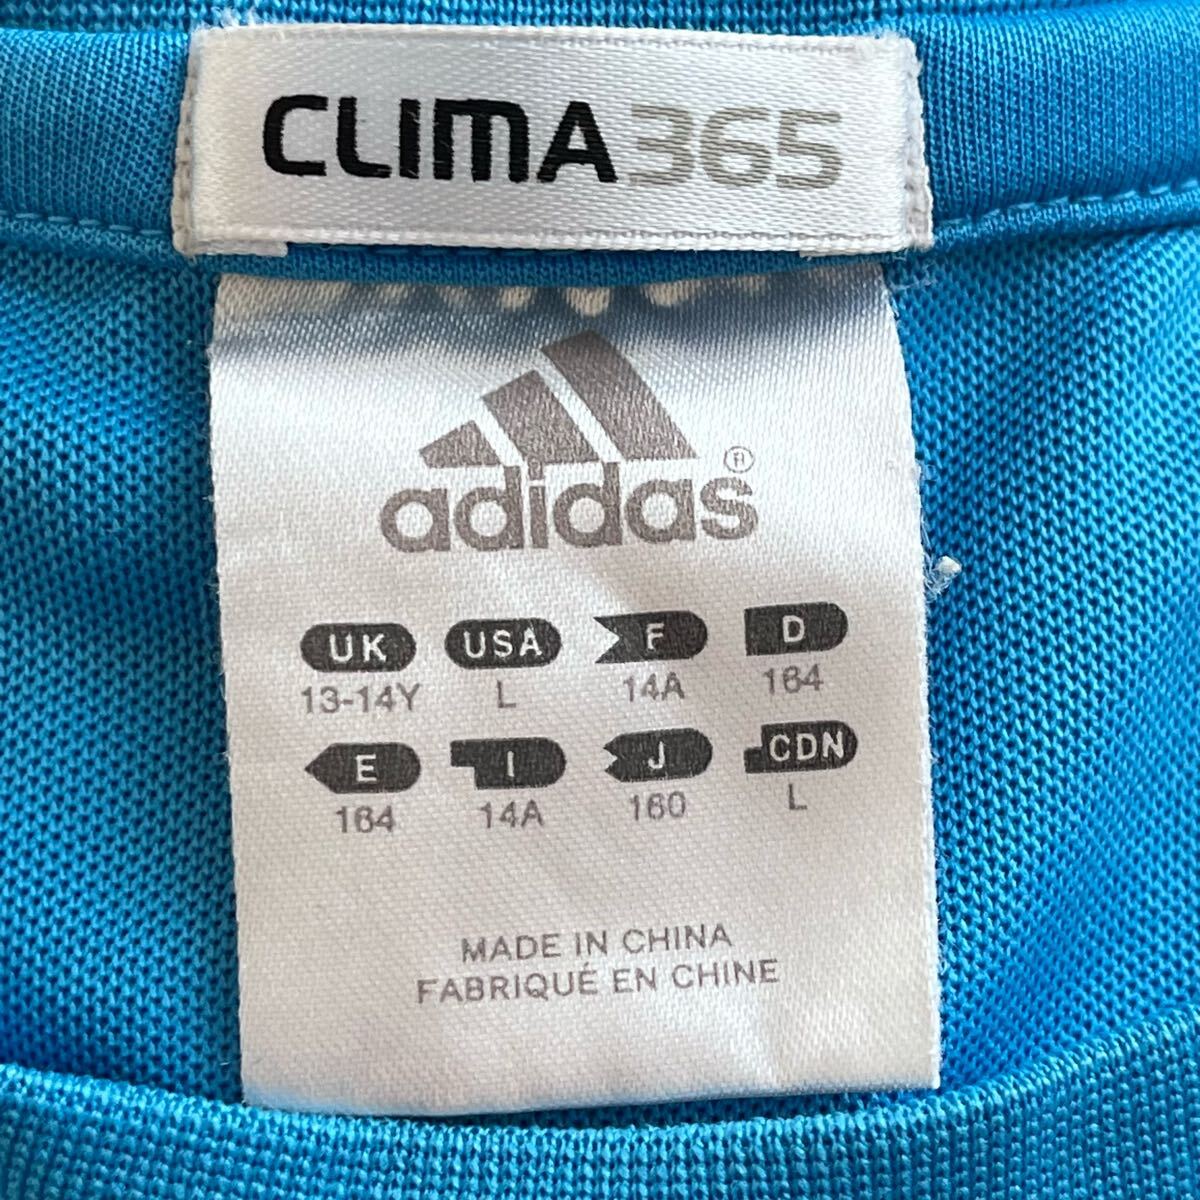 CLIMA365
adidas®
UK USA F D
13-14Y L 14A 164
E I J CDN
164 14A 160 L
MADE IN CHINA
FABRIQUÉ EN CHINE